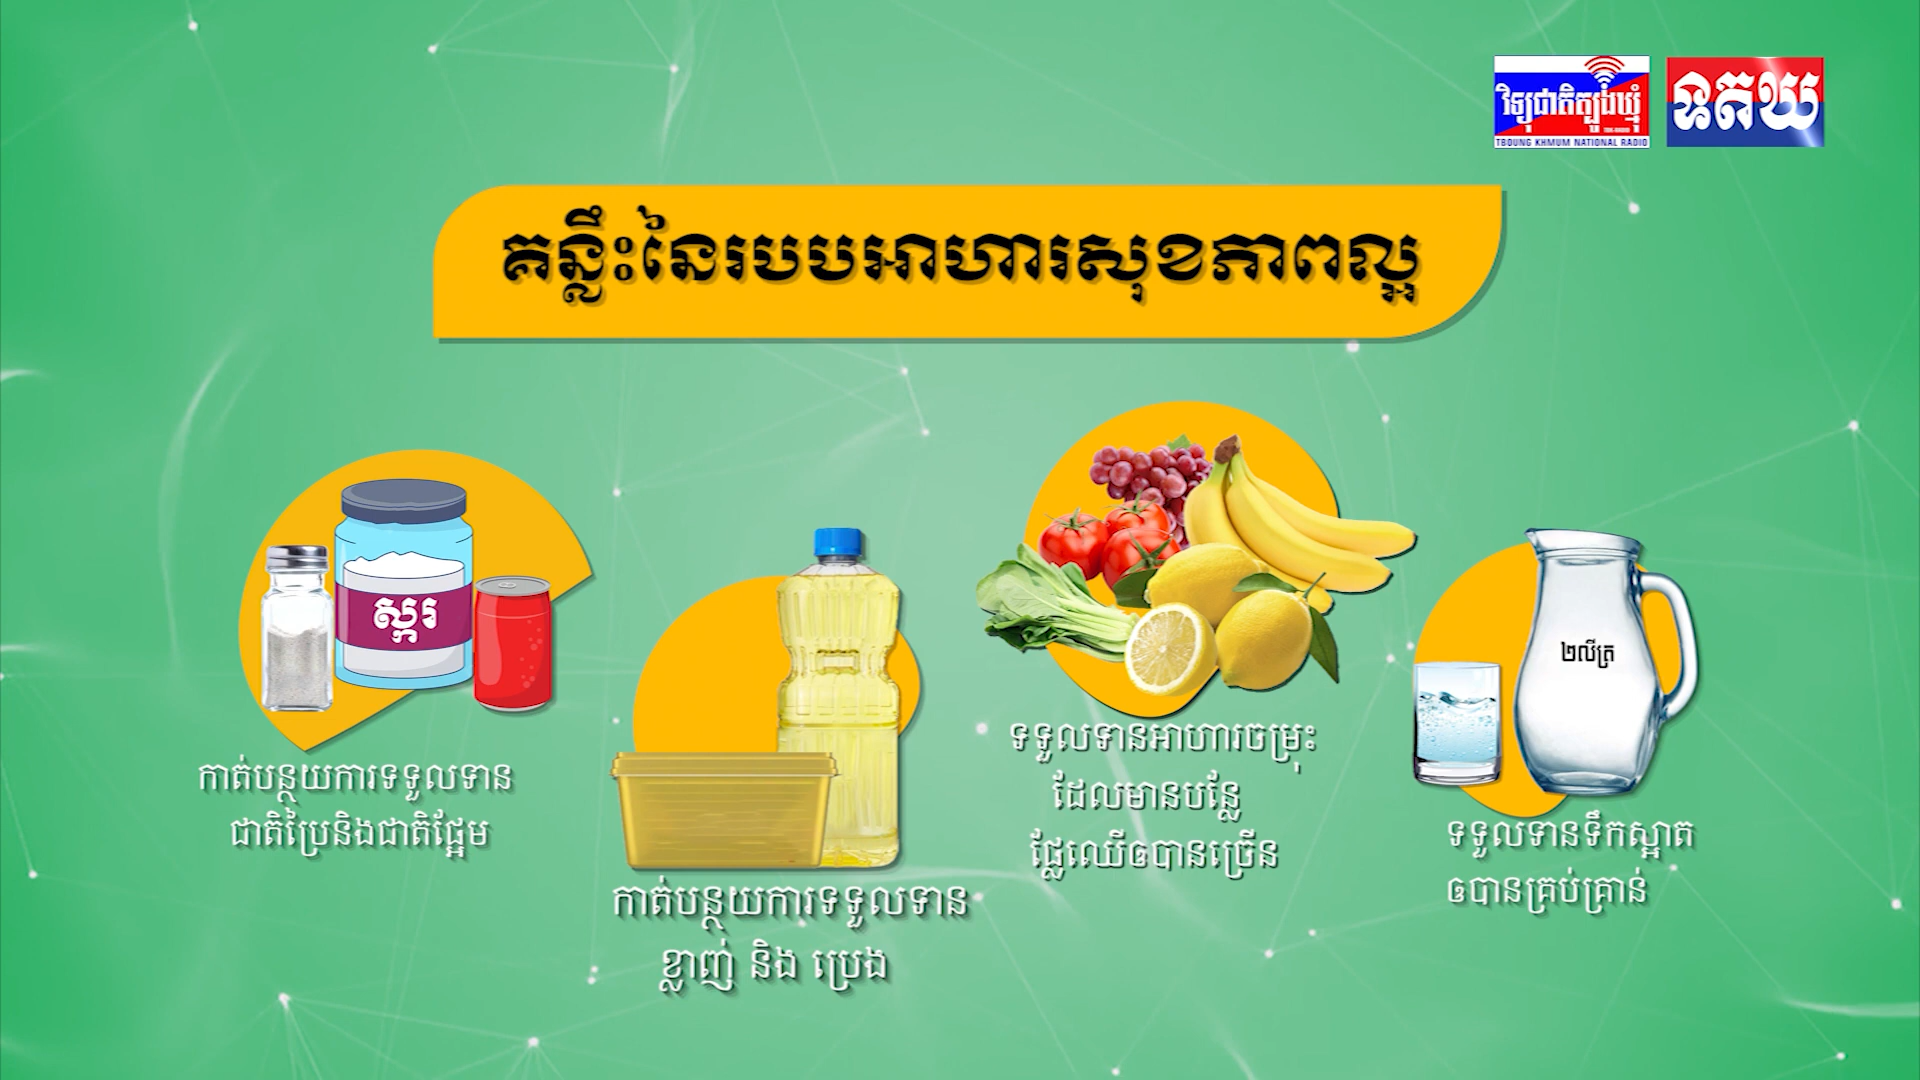 វិទ្យុជាតិត្បូងឃ្មុំ
TBOUNG KHMUM NATIONAL RADIO
ទតឃ
គន្លឹះនៃរបបអាហារសុខភាពល្អ
ស្ករ
២លីត្រ
កាត់បន្ថយការទទួលទាន
ជាតិប្រៃនិងជាតិផ្អែម
កាត់បន្ថយការទទួលទាន
ខ្លាញ់ និង ប្រេង
ទទួលទានអាហារចម្រុះ
ដែលមានបន្លែ
ផ្លែឈើឲបានច្រើន
ទទួលទានទឹកស្អាត
ឲបានគ្រប់គ្រាន់